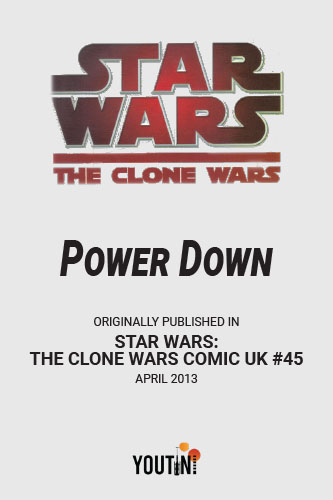 STAR
WARS
THE CLONE WARS
POWER DOWN
ORIGINALLY PUBLISHED IN
STAR WARS:
THE CLONE WARS COMIC UK #45
APRIL 2013
YOUTINI